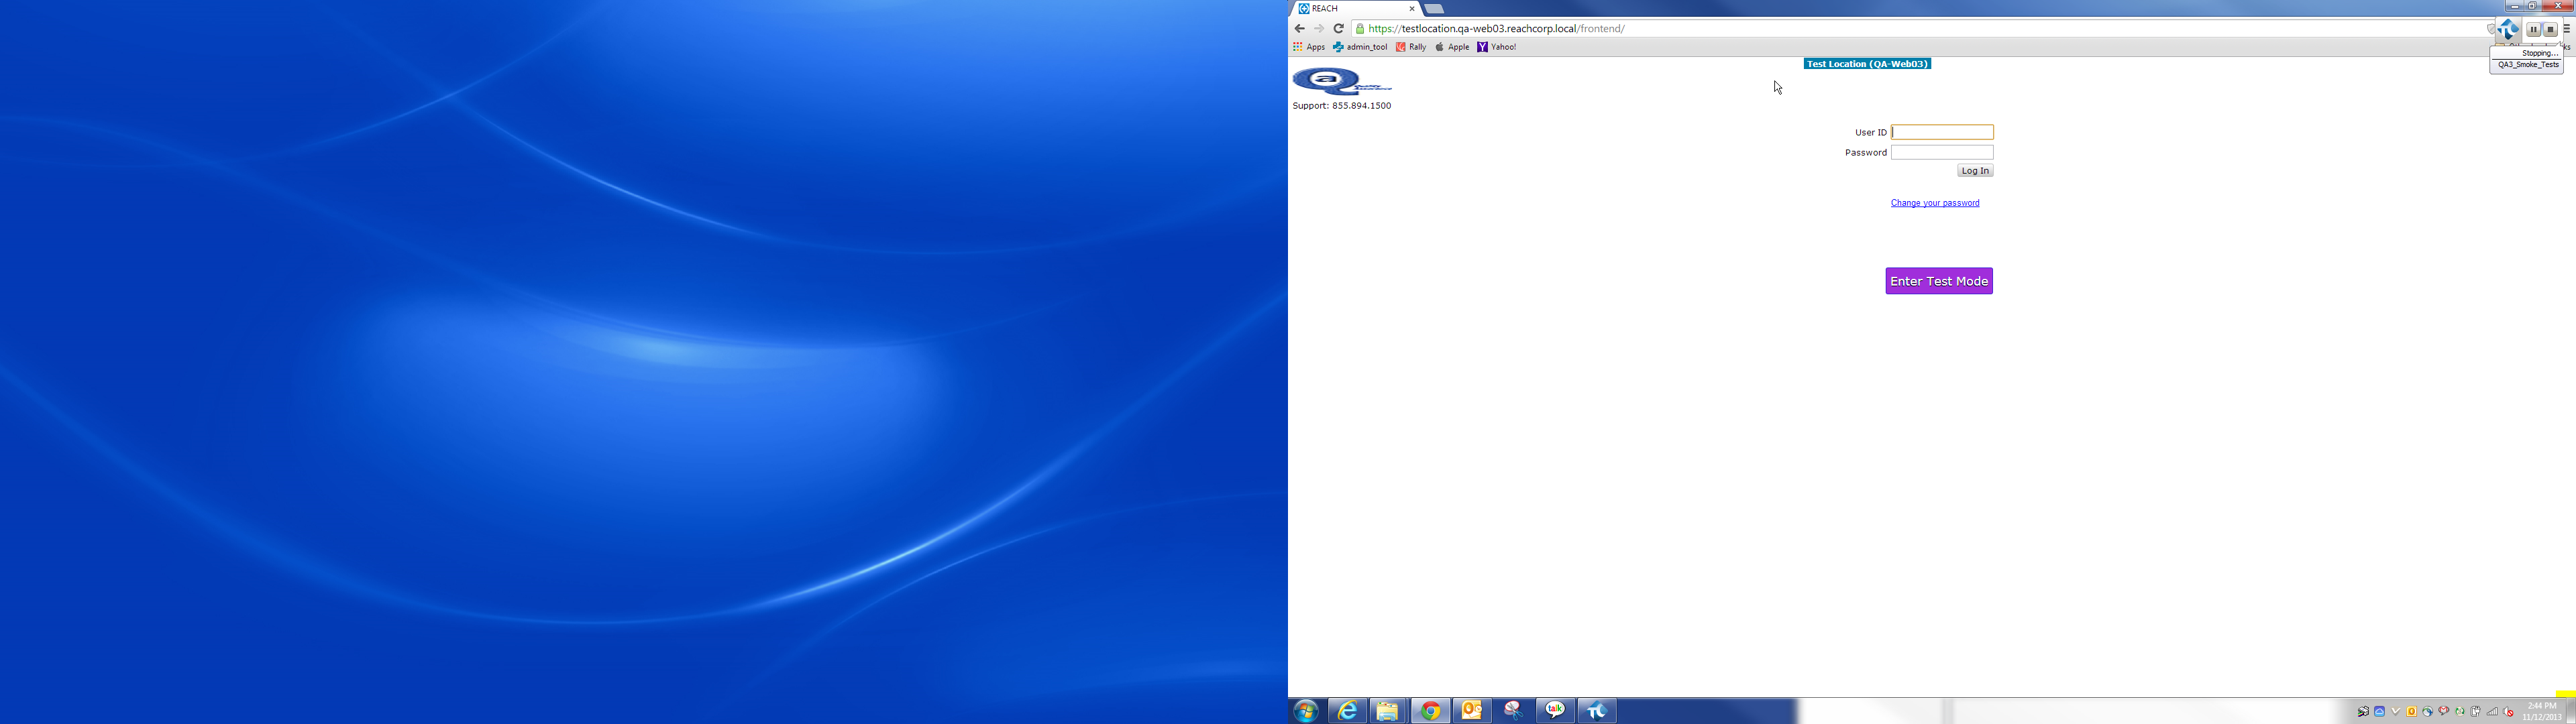 REACH
https://testlocation.qa-web03.reachcorp.local/frontend/
Apps admin_tool Rally Apple Yahoo!
Stopping...
QA3_Smoke_Tests
Test Location (QA-Web03)
Support: 855.894.1500
User ID
Password
Log In
Change your password
Enter Test Mode
talk
2:44 PM
11/12/2013